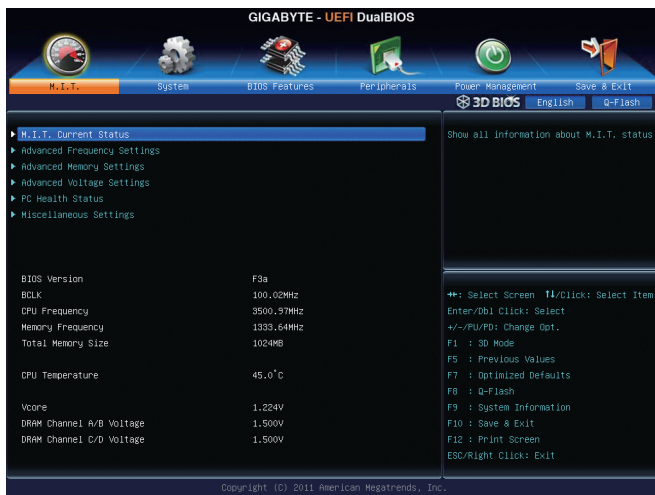 GIGABYTE - UEFI DualBIOS
M.I.T. System BIOS Features Peripherals Power Management Save & Exit
3D BIOS English Q-Flash
M.I.T. Current Status
Advanced Frequency Settings
Advanced Memory Settings
Advanced Voltage Settings
PC Health Status
Miscellaneous Settings
Show all information about M.I.T. status
BIOS Version F3a
BCLK 100.02MHz
CPU Frequency 3500.97MHz
Memory Frequency 1333.64MHz
Total Memory Size 1024MB
CPU Temperature 45.0°C
Vcore 1.224V
DRAM Channel A/B Voltage 1.500V
DRAM Channel C/D Voltage 1.500V
→←: Select Screen ↑↓/Click: Select Item
Enter/Dbl Click: Select
+/-/PU/PD: Change Opt.
F1 : 3D Mode
F5 : Previous Values
F7 : Optimized Defaults
F8 : Q-Flash
F9 : System Information
F10 : Save & Exit
F12 : Print Screen
ESC/Right Click: Exit
Copyright (C) 2011 American Megatrends, Inc.